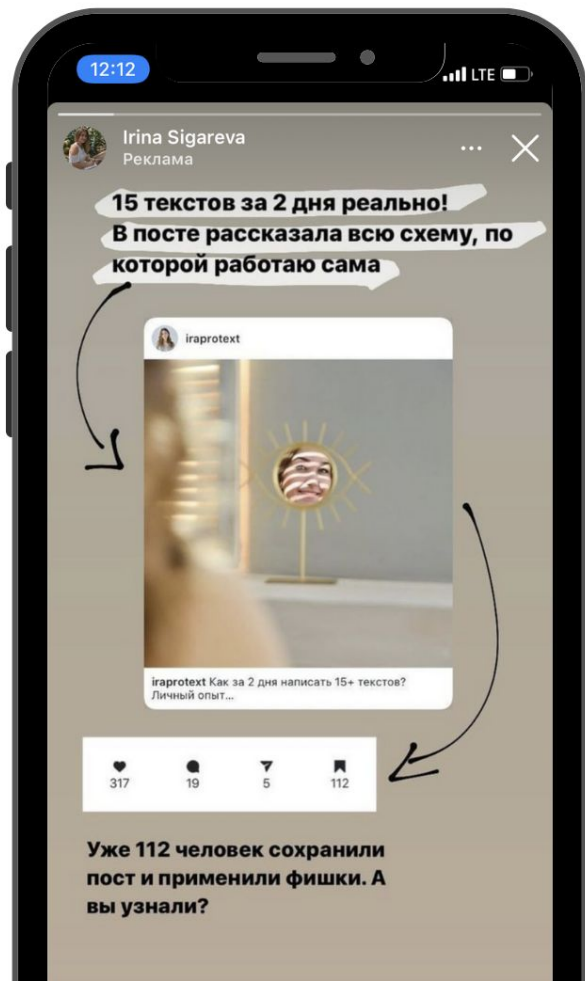 12:12
LTE
Irina Sigareva
Реклама
15 текстов за 2 дня реально!
В посте рассказала всю схему, по
которой работаю сама
iraprotext
iraprotext Как за 2 дня написать 15+ текстов?
Личный опыт...
317 19 5 112
Уже 112 человек сохранили
пост и применили фишки. А
вы узнали?